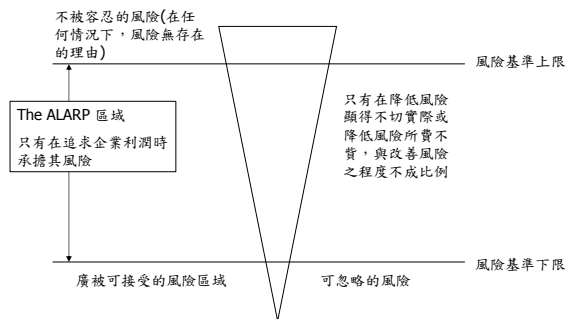 不被容忍的風險(在任
何情況下，風險無存在
的理由)
風險基準上限
The ALARP 區域
只有在追求企業利潤時
承擔其風險
只有在降低風險
顯得不切實際或
降低風險所費不
貲，與改善風險
之程度不成比例
風險基準下限
廣被可接受的風險區域
可忽略的風險